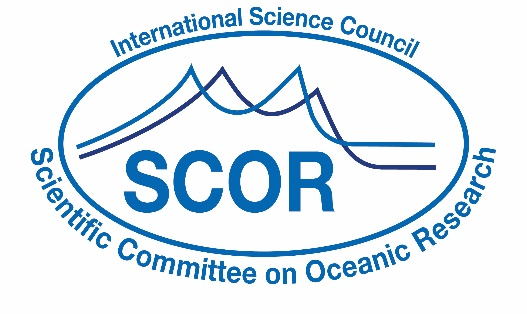 International Science Council
SCOR
Scientific Committee on Oceanic Research